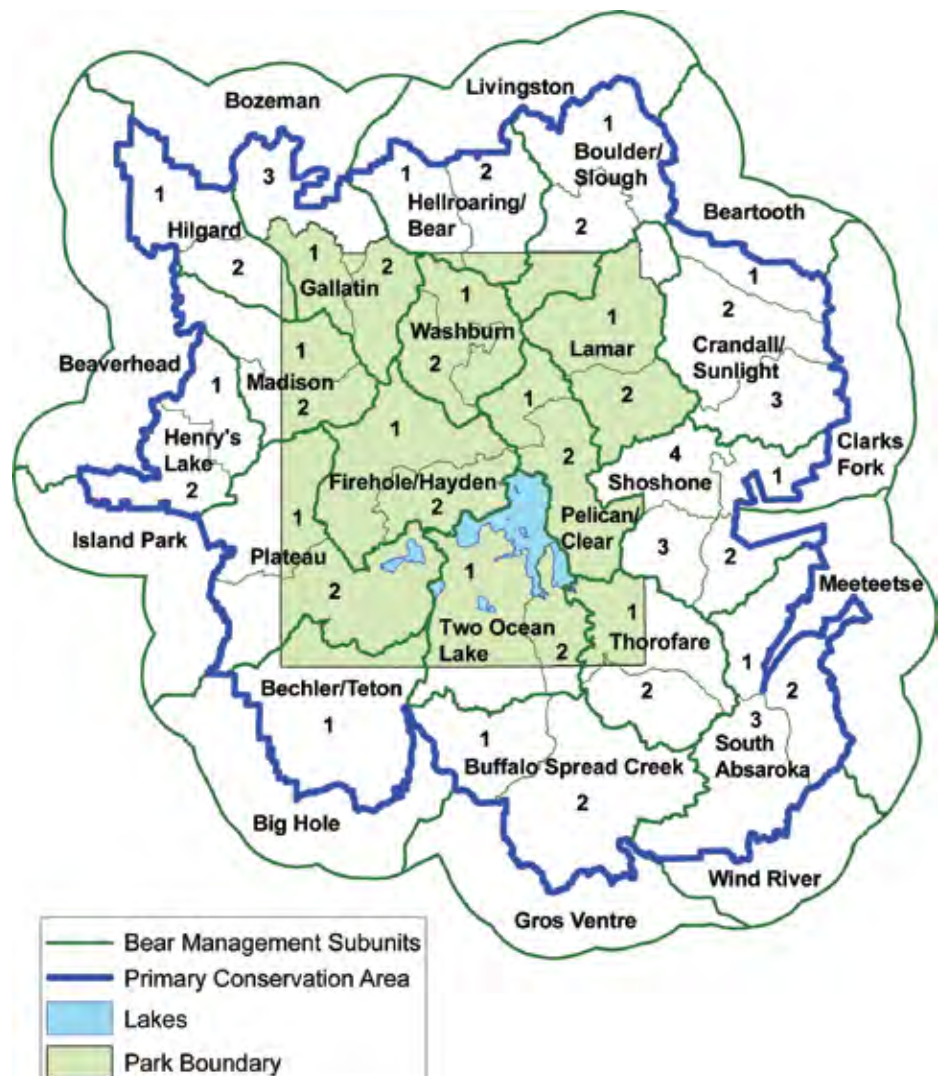 Livingston
Bozeman
1
Boulder/
Slough
2
3
1
2
1
Hellroaring/
Bear
Beartooth
Hilgard
2
1
Gallatin
2
1
2
Crandall/
Sunlight
3
1
Washburn
2
1
Lamar
2
Beaverhead
1
Madison
2
1
Henry's
Lake
2
1
Firehole/Hayden
2
1
2
Pelican/
Clear
4
Shoshone
1
3
2
Clarks
Fork
Island Park
1
Plateau
2
Meeteetse
1
Two Ocean
Lake
2
1
Thorofare
2
1
2
3
South
Absaroka
Bechler/Teton
1
1
Buffalo Spread Creek
2
Big Hole
Wind River
Gros Ventre
Bear Management Subunits
Primary Conservation Area
Lakes
Park Boundary